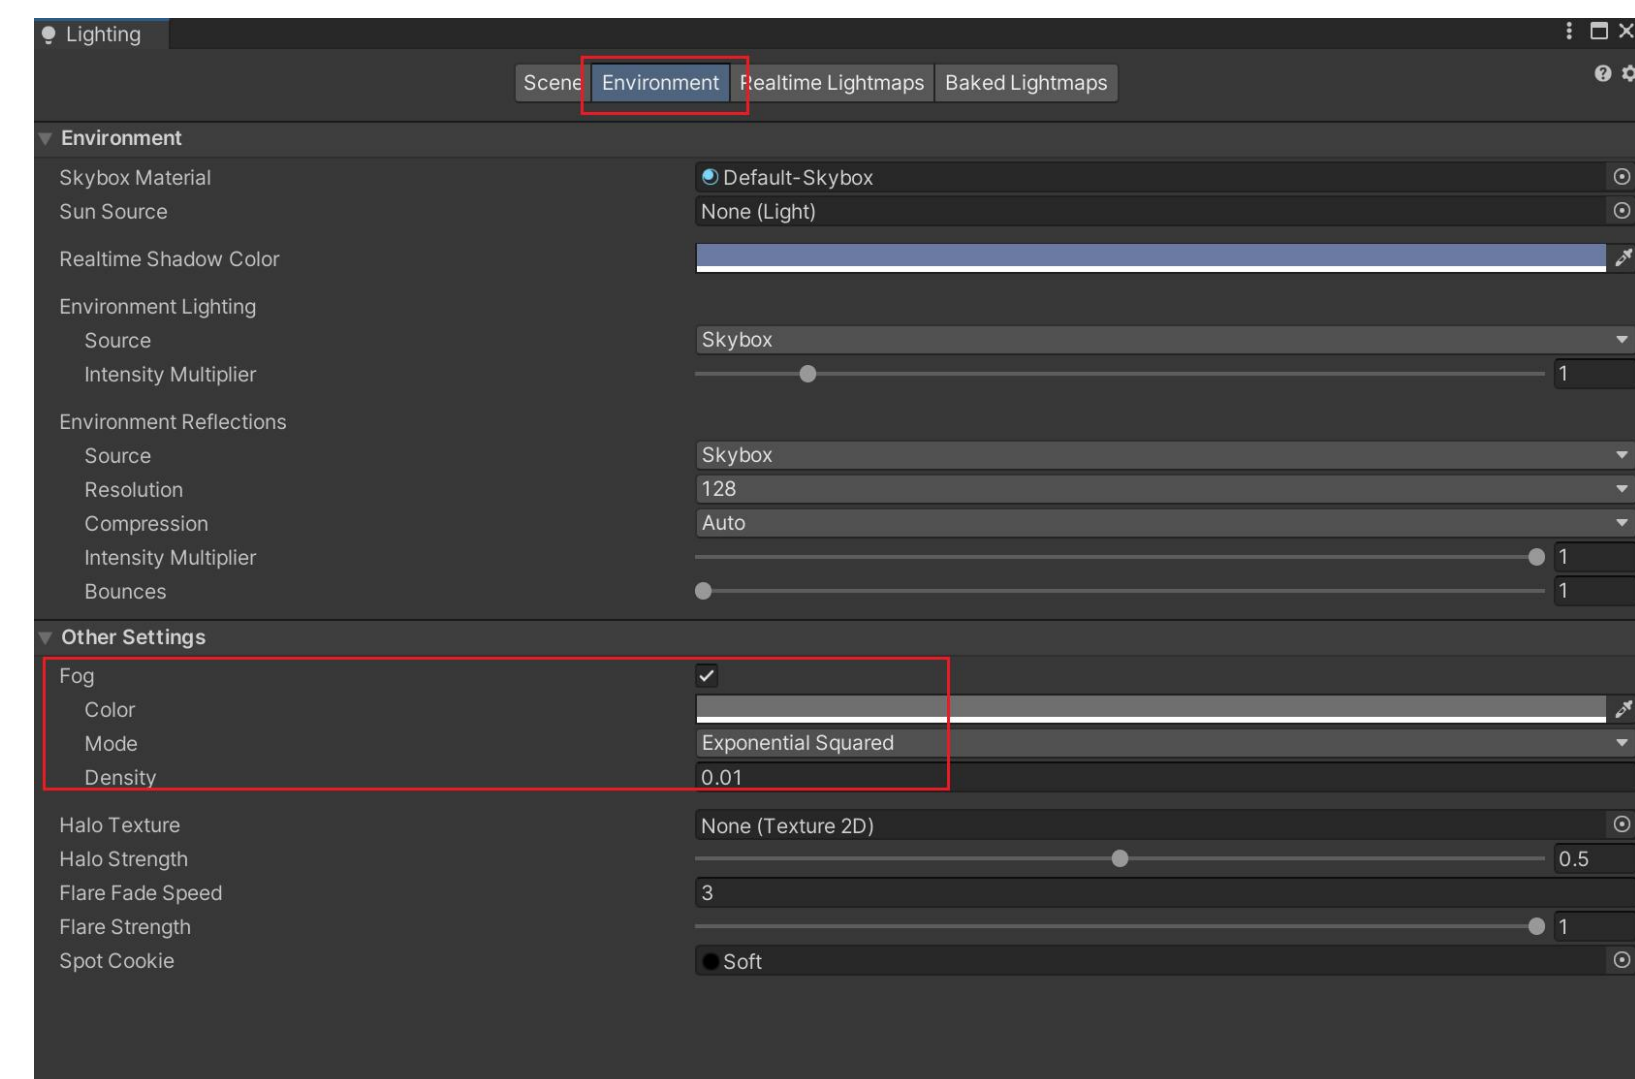 Lighting
Scene Environment Realtime Lightmaps Baked Lightmaps
Environment
Skybox Material Default-Skybox
Sun Source None (Light)
Realtime Shadow Color
Environment Lighting
Source Skybox
Intensity Multiplier 1
Environment Reflections
Source Skybox
Resolution 128
Compression Auto
Intensity Multiplier 1
Bounces 1
Other Settings
Fog
Color
Mode Exponential Squared
Density 0.01
Halo Texture None (Texture 2D)
Halo Strength 0.5
Flare Fade Speed 3
Flare Strength 1
Spot Cookie Soft